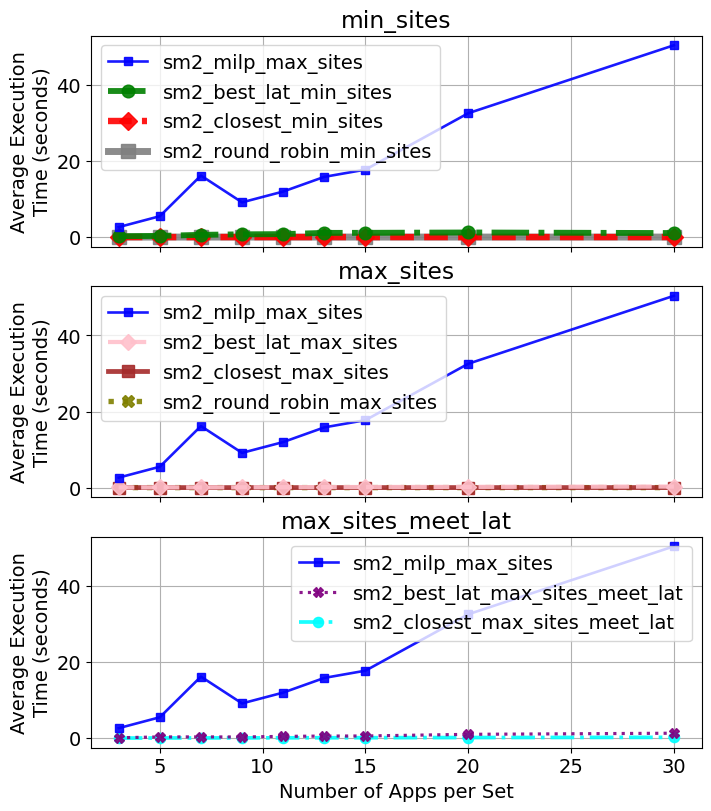 min_sites
Average Execution
Time (seconds)
40
20
0
sm2_milp_max_sites
sm2_best_lat_min_sites
sm2_closest_min_sites
sm2_round_robin_min_sites
max_sites
Average Execution
Time (seconds)
40
20
0
sm2_milp_max_sites
sm2_best_lat_max_sites
sm2_closest_max_sites
sm2_round_robin_max_sites
max_sites_meet_lat
Average Execution
Time (seconds)
40
20
0
sm2_milp_max_sites
sm2_best_lat_max_sites_meet_lat
sm2_closest_max_sites_meet_lat
5 10 15 20 25 30
Number of Apps per Set